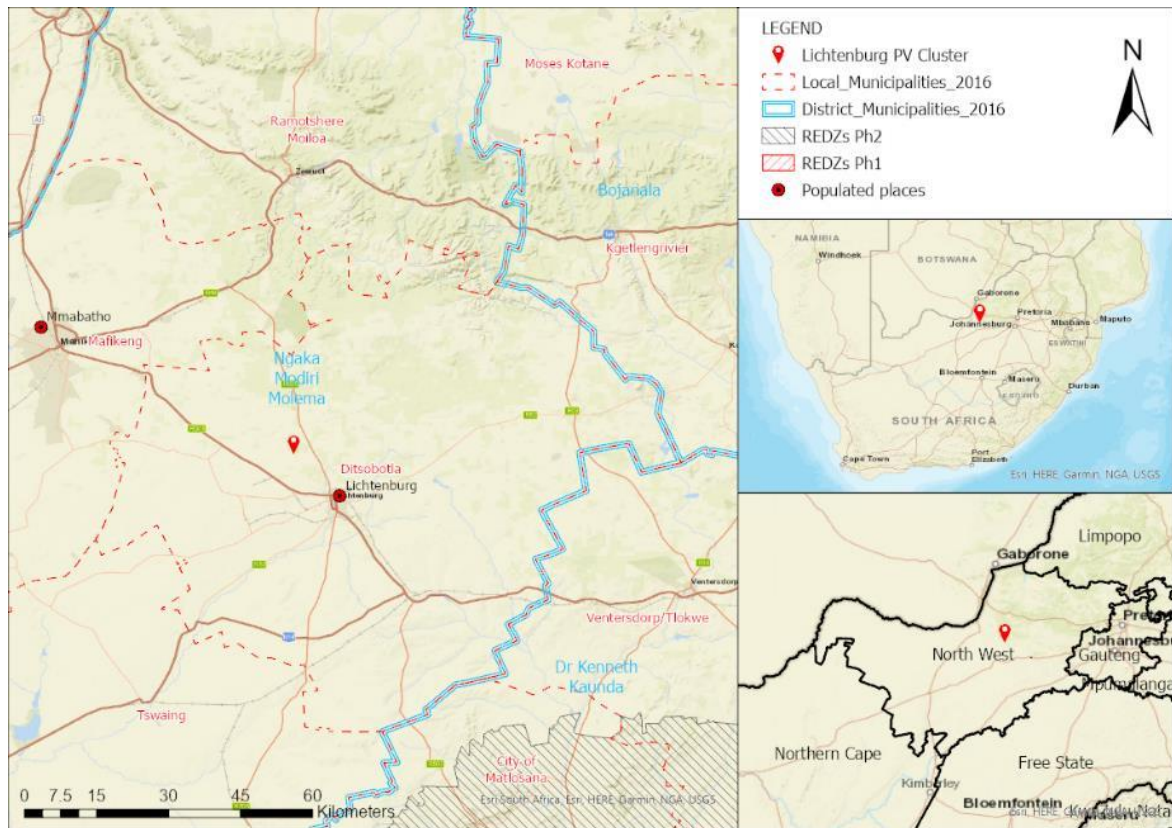 Moses Kotane
Ramotshere
Moiloa
Zeerust
Bojanala
Kgetlengrivier
Mmabatho
Mafikeng
Ngaka
Modiri
Molema
Ditsobotla
Lichtenburg
Ventersdorp
Ventersdorp/Tlokwe
Dr Kenneth
Kaunda
Tswaing
City of
Matlosana
0 7.5 15 30 45 60
Kilometers
Esri South Africa, Esri, HERE, Garmin, NGA, USGS
LEGEND
Lichtenburg PV Cluster
Local_Municipalities_2016
District_Municipalities_2016
REDZs Ph2
REDZs Ph1
Populated places
N
NAMIBIA
Windhoek
BOTSWANA
Gaborone
Pretoria
Johannesburg
Mbabane
Maputo
ESWATINI
Bloemfontein
Maseru
Durban
SOUTH AFRICA
Cape Town
Port
Elizabeth
Esri, HERE, Garmin, NGA, USGS
Limpopo
Gaborone
Johannesbu
North West
Gauteng
Mpumalanga
Northern Cape
Free State
Kimberley
Bloemfontein
Maseru